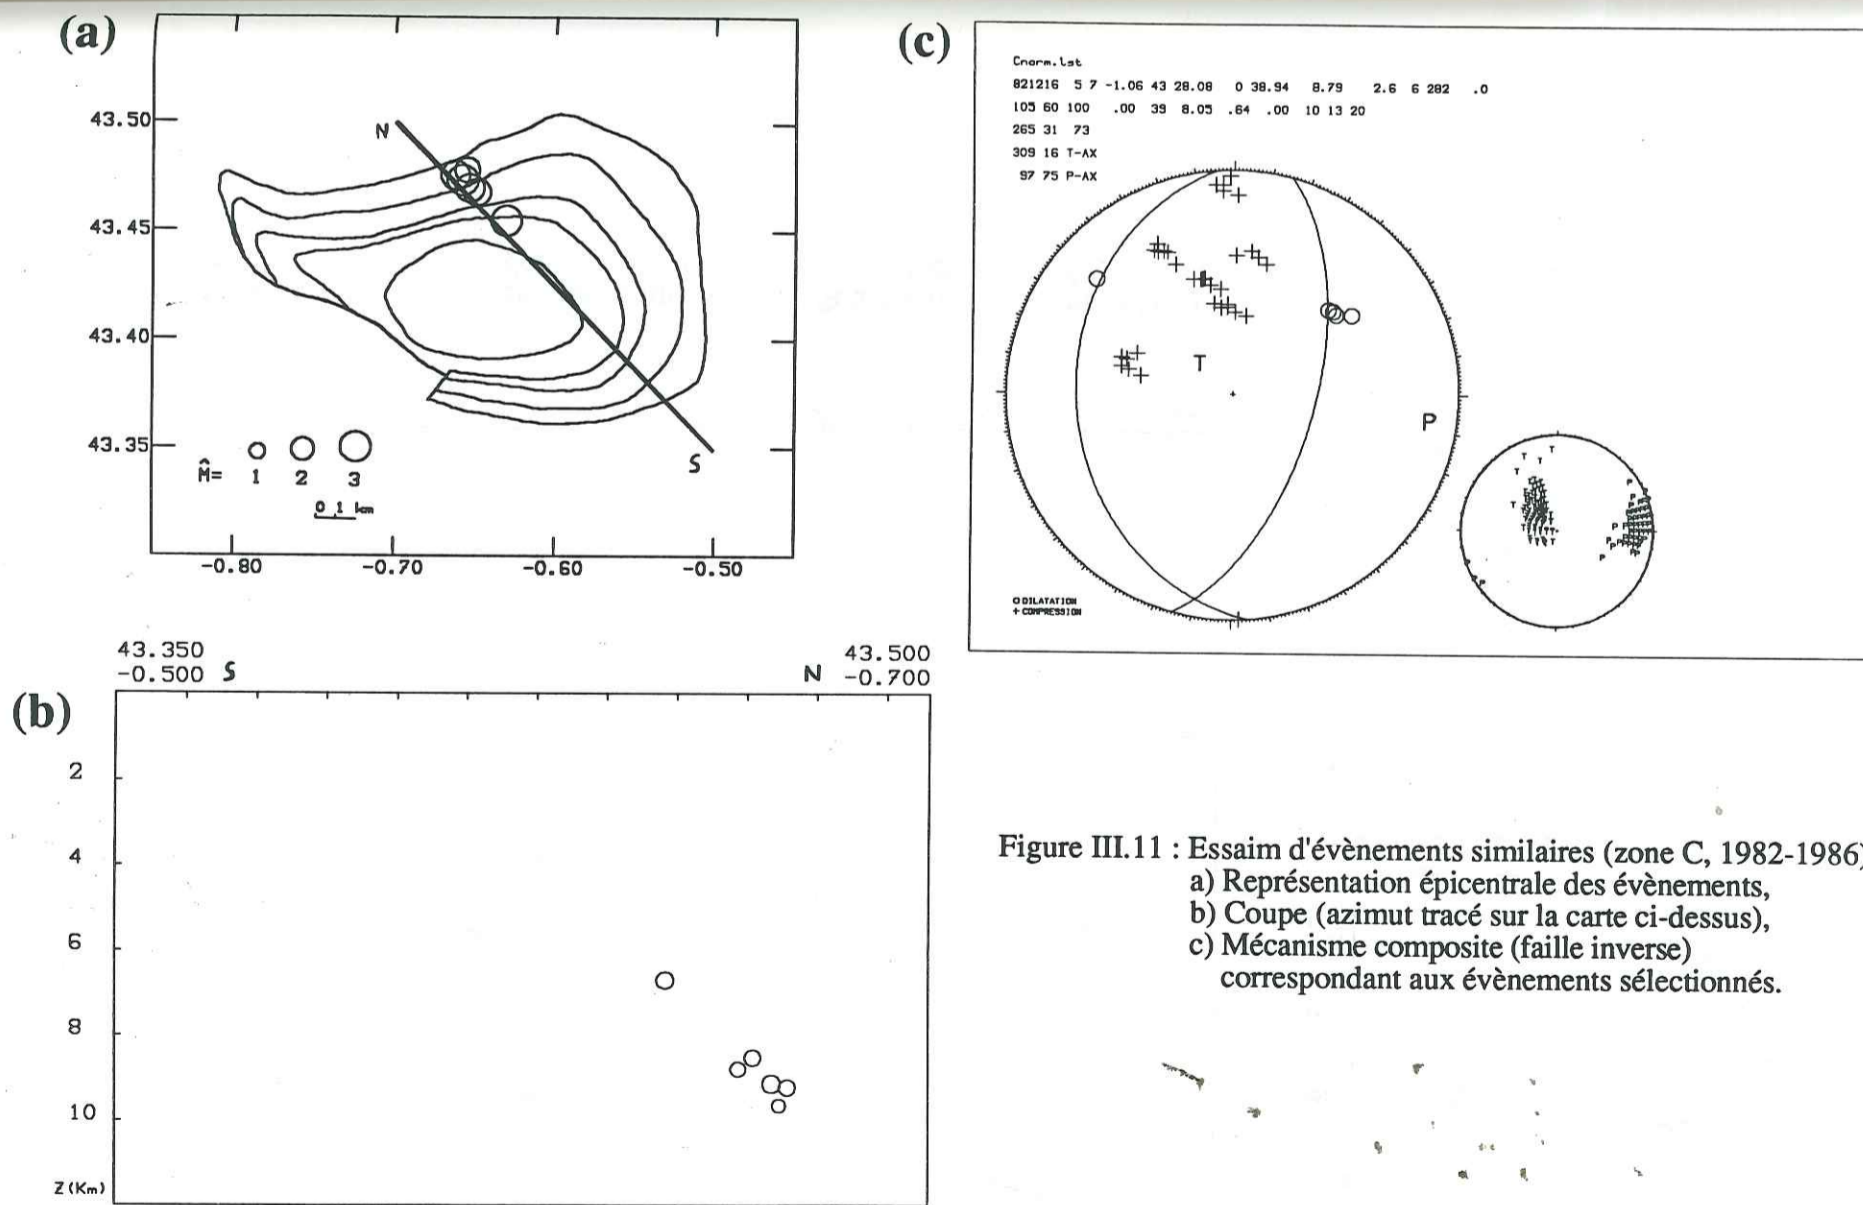 (a)
43.50
43.45
43.40
43.35
N
S
M̂=
1 2 3
0 1 km
-0.80 -0.70 -0.60 -0.50
43.350 43.500
-0.500 S N -0.700
(b)
2
4
6
8
10
Z(Km)
(c)
Cnorm.lst
821216 5 7 -1.06 43 28.08 0 38.94 8.79 2.6 6 282 .0
105 60 100 .00 39 8.05 .64 .00 10 13 20
265 31 73
309 16 T-AX
97 75 P-AX
T
P
O DILATATION
+ COMPRESSION
Figure III.11 : Essaim d'évènements similaires (zone C, 1982-1986)
a) Représentation épicentrale des évènements,
b) Coupe (azimut tracé sur la carte ci-dessus),
c) Mécanisme composite (faille inverse)
correspondant aux évènements sélectionnés.